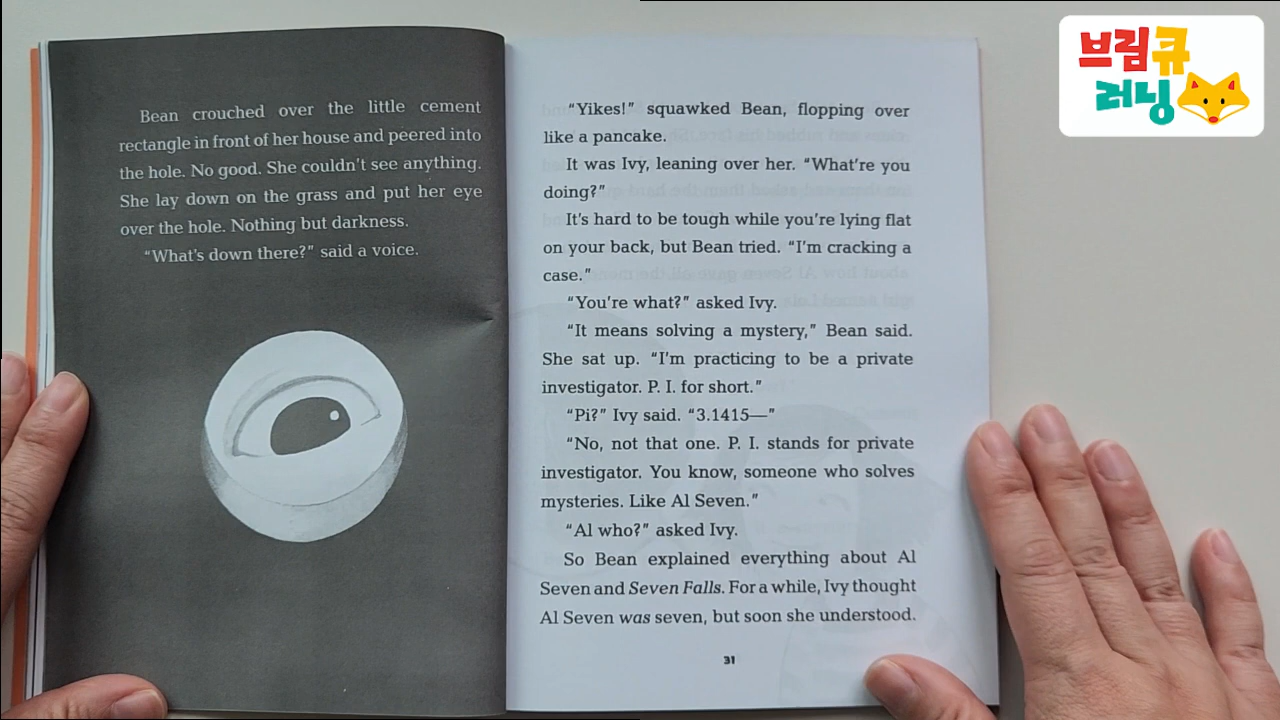 Bean crouched over the little cement
rectangle in front of her house and peered into
the hole. No good. She couldn't see anything.
She lay down on the grass and put her eye
over the hole. Nothing but darkness.
"What's down there?" said a voice.
"Yikes!" squawked Bean, flopping over
like a pancake.
It was Ivy, leaning over her. "What're you
doing?"
It's hard to be tough while you're lying flat
on your back, but Bean tried. "I'm cracking a
case."
"You're what?" asked Ivy.
"It means solving a mystery," Bean said.
She sat up. "I'm practicing to be a private
investigator. P. I. for short."
"Pi?" Ivy said. "3.1415—"
"No, not that one. P. I. stands for private
investigator. You know, someone who solves
mysteries. Like Al Seven."
"Al who?" asked Ivy.
So Bean explained everything about Al
Seven and Seven Falls. For a while, Ivy thought
Al Seven was seven, but soon she understood.
31
브림큐
러닝